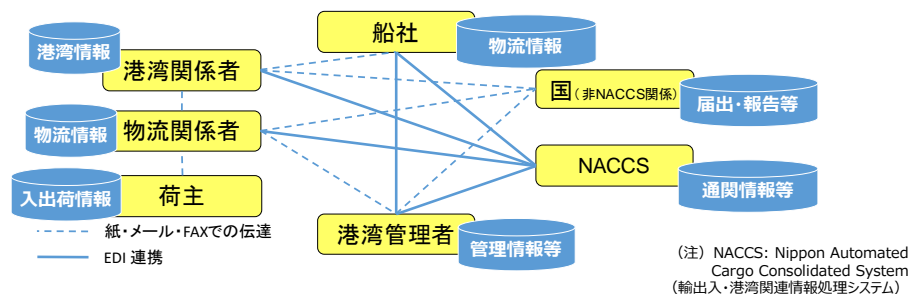 船社
物流情報
港湾情報
港湾関係者
国（非NACCS関係）
届出・報告等
物流関係者
物流情報
NACCS
通関情報等
入出荷情報
荷主
港湾管理者
管理情報等
紙・メール・FAXでの伝達
EDI 連携
（注）NACCS: Nippon Automated
Cargo Consolidated System
（輸出入・港湾関連情報処理システム）